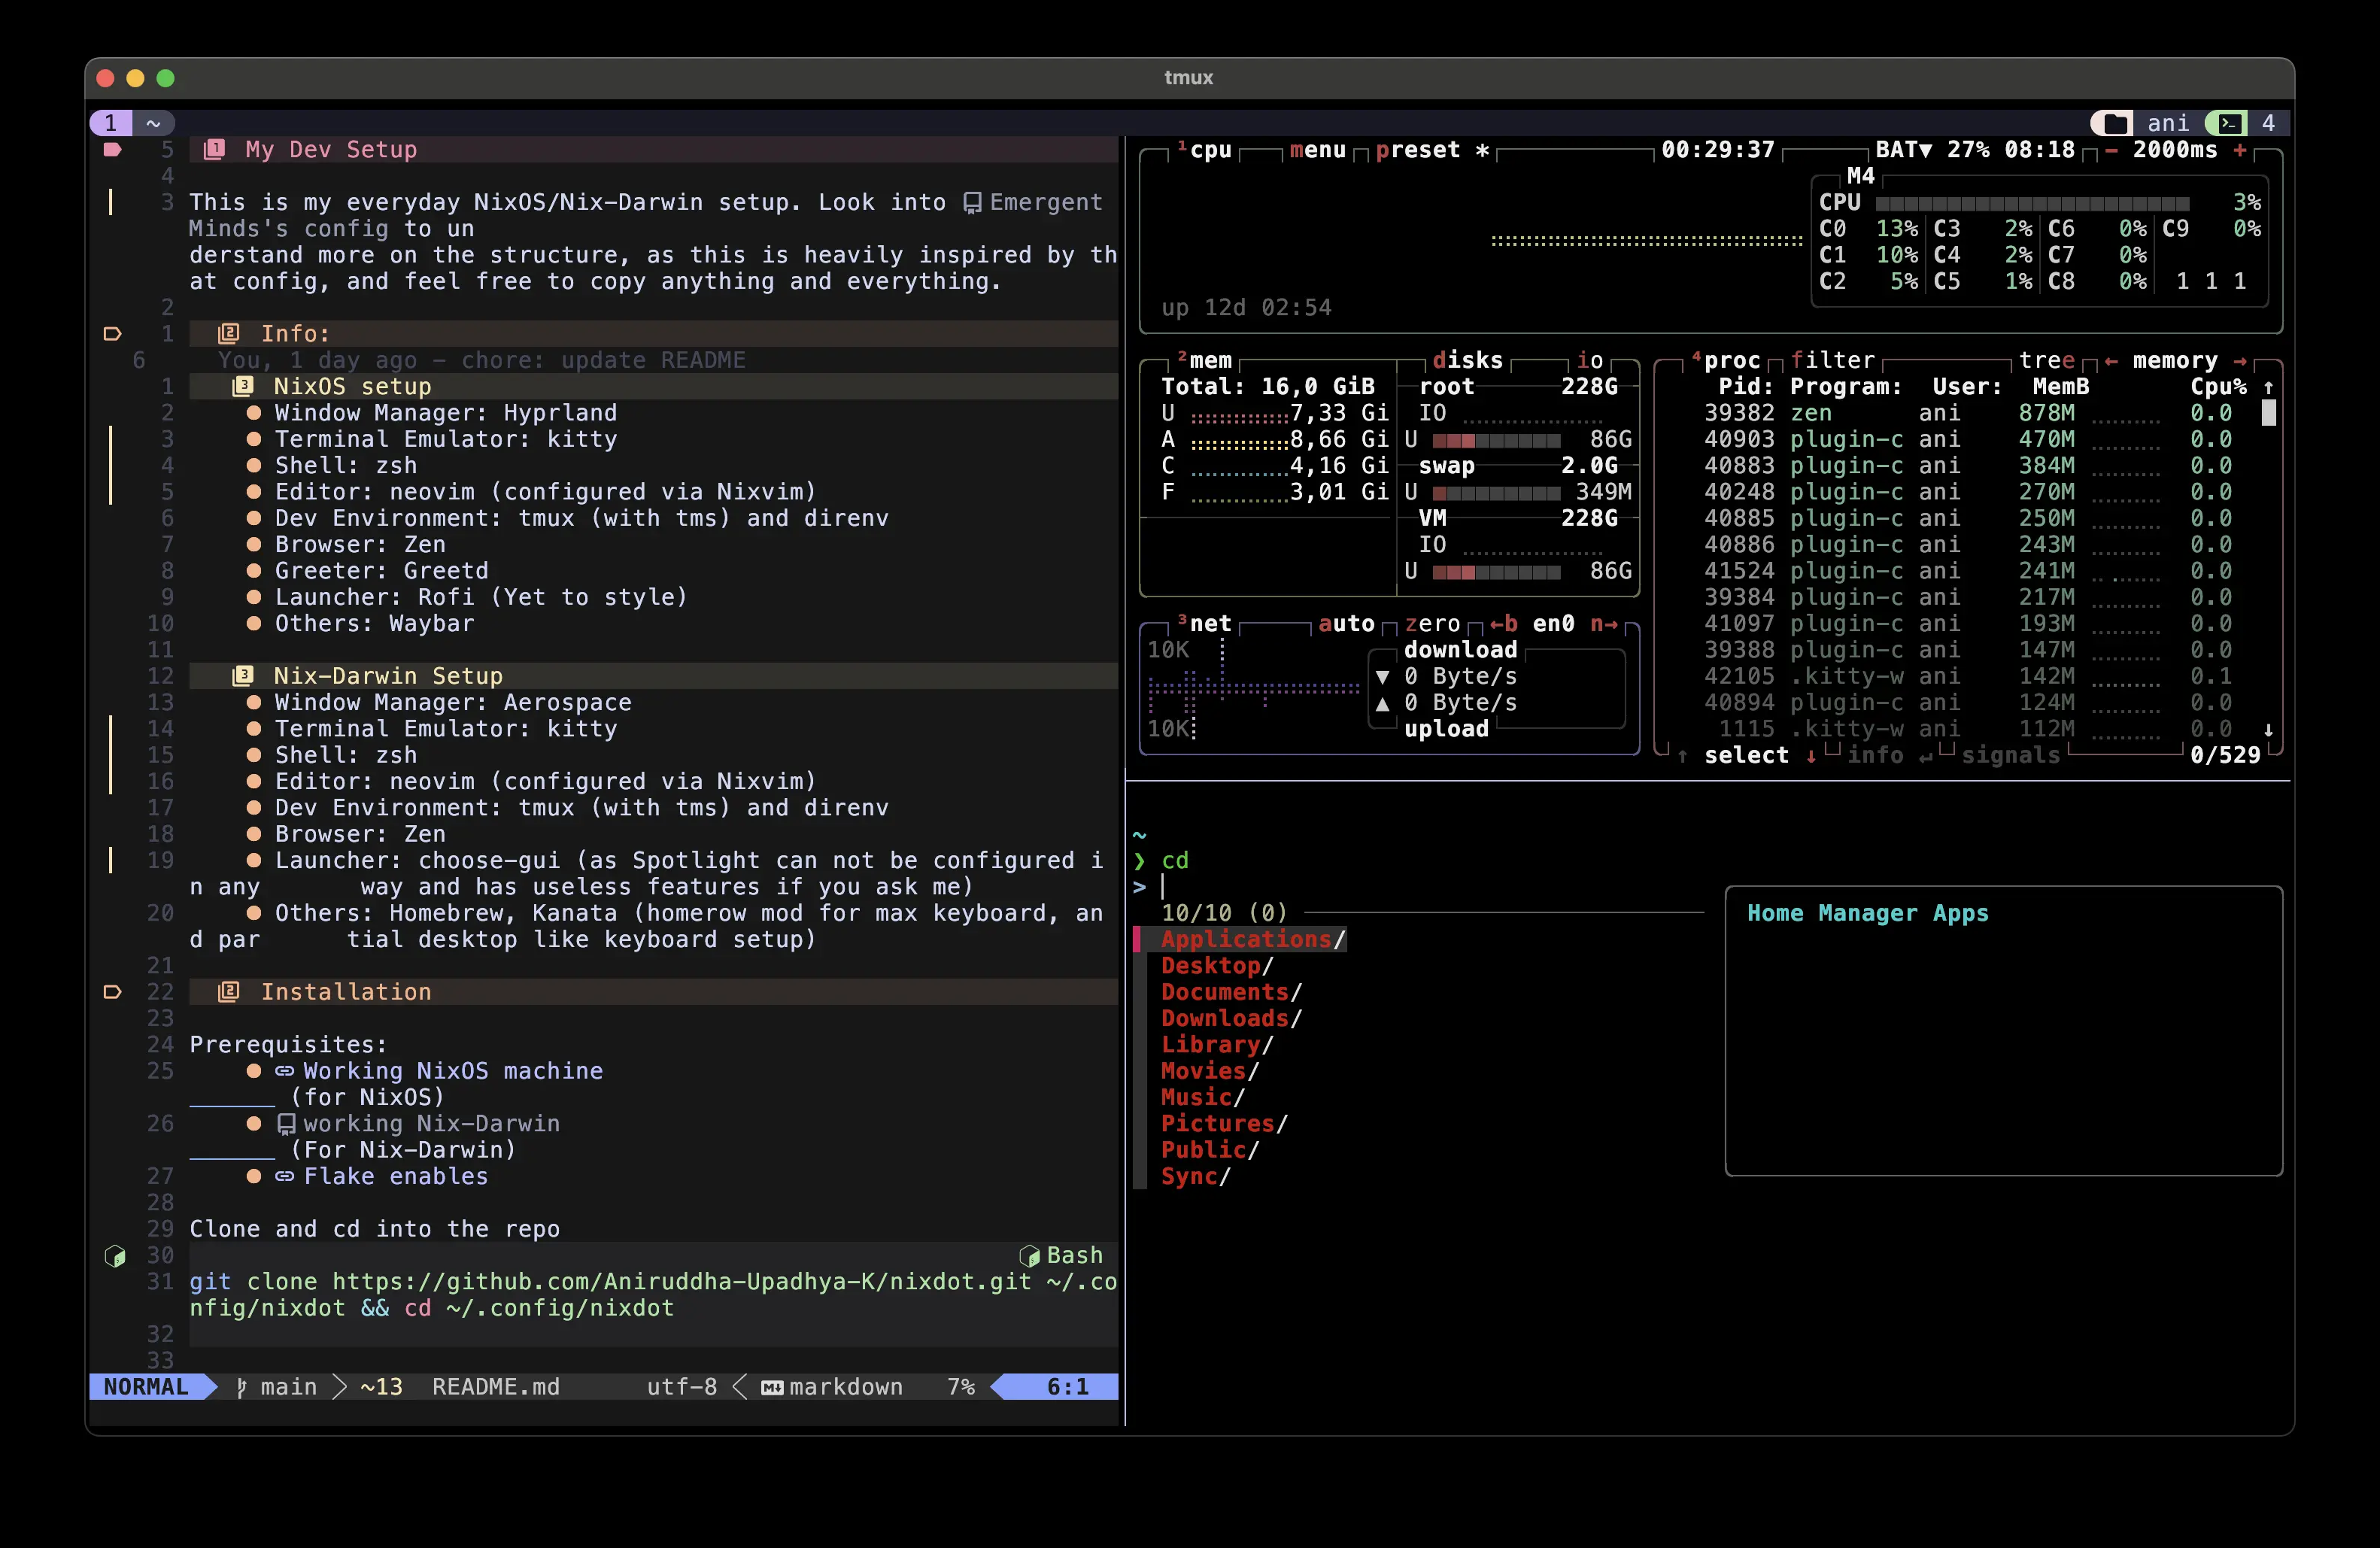 tmux
1 ~
ani 4
5 1 My Dev Setup
4
3 This is my everyday NixOS/Nix-Darwin setup. Look into Emergent
Minds's config to un
derstand more on the structure, as this is heavily inspired by th
at config, and feel free to copy anything and everything.
2
1 2 Info:
6 You, 1 day ago - chore: update README
1 3 NixOS setup
2 ● Window Manager: Hyprland
3 ● Terminal Emulator: kitty
4 ● Shell: zsh
5 ● Editor: neovim (configured via Nixvim)
6 ● Dev Environment: tmux (with tms) and direnv
7 ● Browser: Zen
8 ● Greeter: Greetd
9 ● Launcher: Rofi (Yet to style)
10 ● Others: Waybar
11
12 3 Nix-Darwin Setup
13 ● Window Manager: Aerospace
14 ● Terminal Emulator: kitty
15 ● Shell: zsh
16 ● Editor: neovim (configured via Nixvim)
17 ● Dev Environment: tmux (with tms) and direnv
18 ● Browser: Zen
19 ● Launcher: choose-gui (as Spotlight can not be configured i
n any way and has useless features if you ask me)
20 ● Others: Homebrew, Kanata (homerow mod for max keyboard, an
d par tial desktop like keyboard setup)
21
22 2 Installation
23
24 Prerequisites:
25 ● Working NixOS machine
______ (for NixOS)
26 ● working Nix-Darwin
______ (For Nix-Darwin)
27 ● Flake enables
28
29 Clone and cd into the repo
30 Bash
31 git clone https://github.com/Aniruddha-Upadhya-K/nixdot.git ~/.co
nfig/nixdot && cd ~/.config/nixdot
32
33
NORMAL main ~13 README.md utf-8 markdown 7% 6:1
¹cpu menu preset * 00:29:37 BAT▼ 27% 08:18 - 2000ms +
M4
CPU 3%
C0 13% C3 2% C6 0% C9 0%
C1 10% C4 2% C7 0%
C2 5% C5 1% C8 0% 1 1 1
up 12d 02:54
²mem disks io
Total: 16,0 GiB root 228G
U 7,33 Gi IO
A 8,66 Gi U 86G
C 4,16 Gi swap 2.0G
F 3,01 Gi U 349M
VM 228G
IO
U 86G
³net auto zero ←b en0 n→
10K download
▼ 0 Byte/s
▲ 0 Byte/s
10K upload
⁴proc filter tree ← memory →
Pid: Program: User: MemB Cpu% ↑
39382 zen ani 878M 0.0
40903 plugin-c ani 470M 0.0
40883 plugin-c ani 384M 0.0
40248 plugin-c ani 270M 0.0
40885 plugin-c ani 250M 0.0
40886 plugin-c ani 243M 0.0
41524 plugin-c ani 241M 0.0
39384 plugin-c ani 217M 0.0
41097 plugin-c ani 193M 0.0
39388 plugin-c ani 147M 0.0
42105 .kitty-w ani 142M 0.1
40894 plugin-c ani 124M 0.0
1115 .kitty-w ani 112M 0.0 ↓
↑ select ↓ info ↵ signals 0/529
~
❯ cd
>
10/10 (0)
Applications/
Desktop/
Documents/
Downloads/
Library/
Movies/
Music/
Pictures/
Public/
Sync/
Home Manager Apps